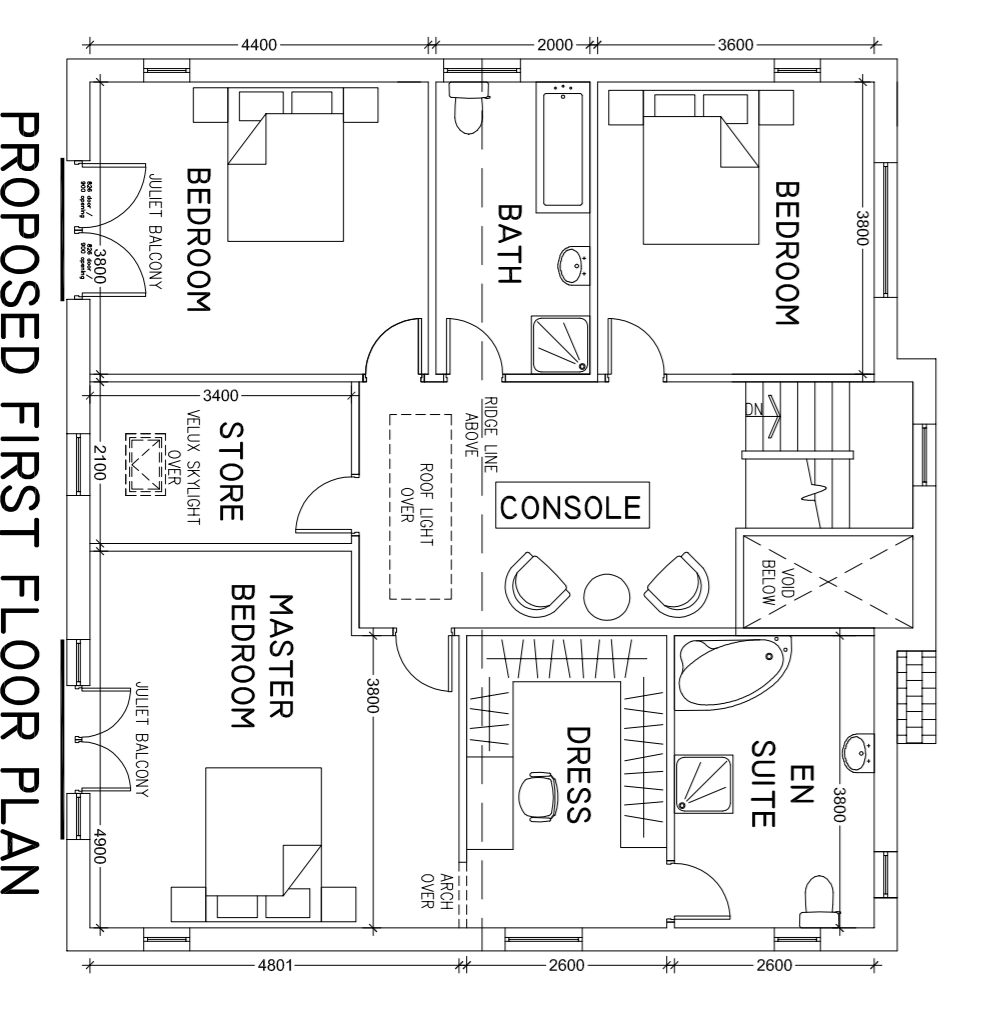 PROPOSED FIRST FLOOR PLAN
4400
2000
3600
BEDROOM
JULIET BALCONY
826 door /
900 opening
826 door /
900 opening
3800
BATH
BEDROOM
3800
3400
2100
STORE
VELUX SKYLIGHT
OVER
RIDGE LINE
ABOVE
ROOF LIGHT
OVER
CONSOLE
DN
VOID
BELOW
MASTER
BEDROOM
JULIET BALCONY
3800
4900
DRESS
ARCH
OVER
EN
SUITE
3800
4801
2600
2600